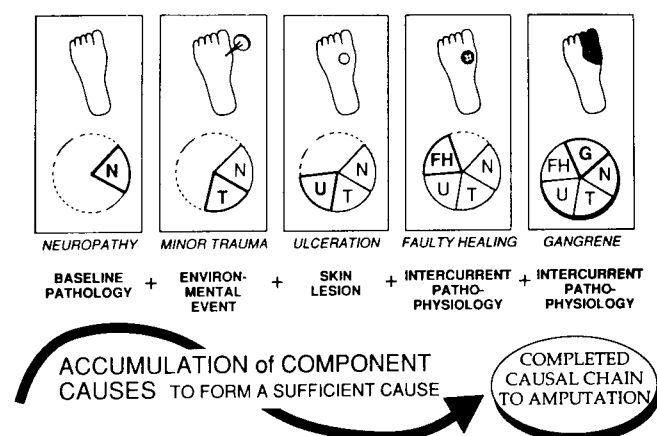 N
N
T
N
U
T
FH
N
U
T
FH
G
N
U
T
NEUROPATHY
MINOR TRAUMA
ULCERATION
FAULTY HEALING
GANGRENE
BASELINE
PATHOLOGY
+
ENVIRON-
MENTAL
EVENT
+
SKIN
LESION
+
INTERCURRENT
PATHO-
PHYSIOLOGY
+
INTERCURRENT
PATHO-
PHYSIOLOGY
ACCUMULATION of COMPONENT
CAUSES TO FORM A SUFFICIENT CAUSE
COMPLETED
CAUSAL CHAIN
TO AMPUTATION